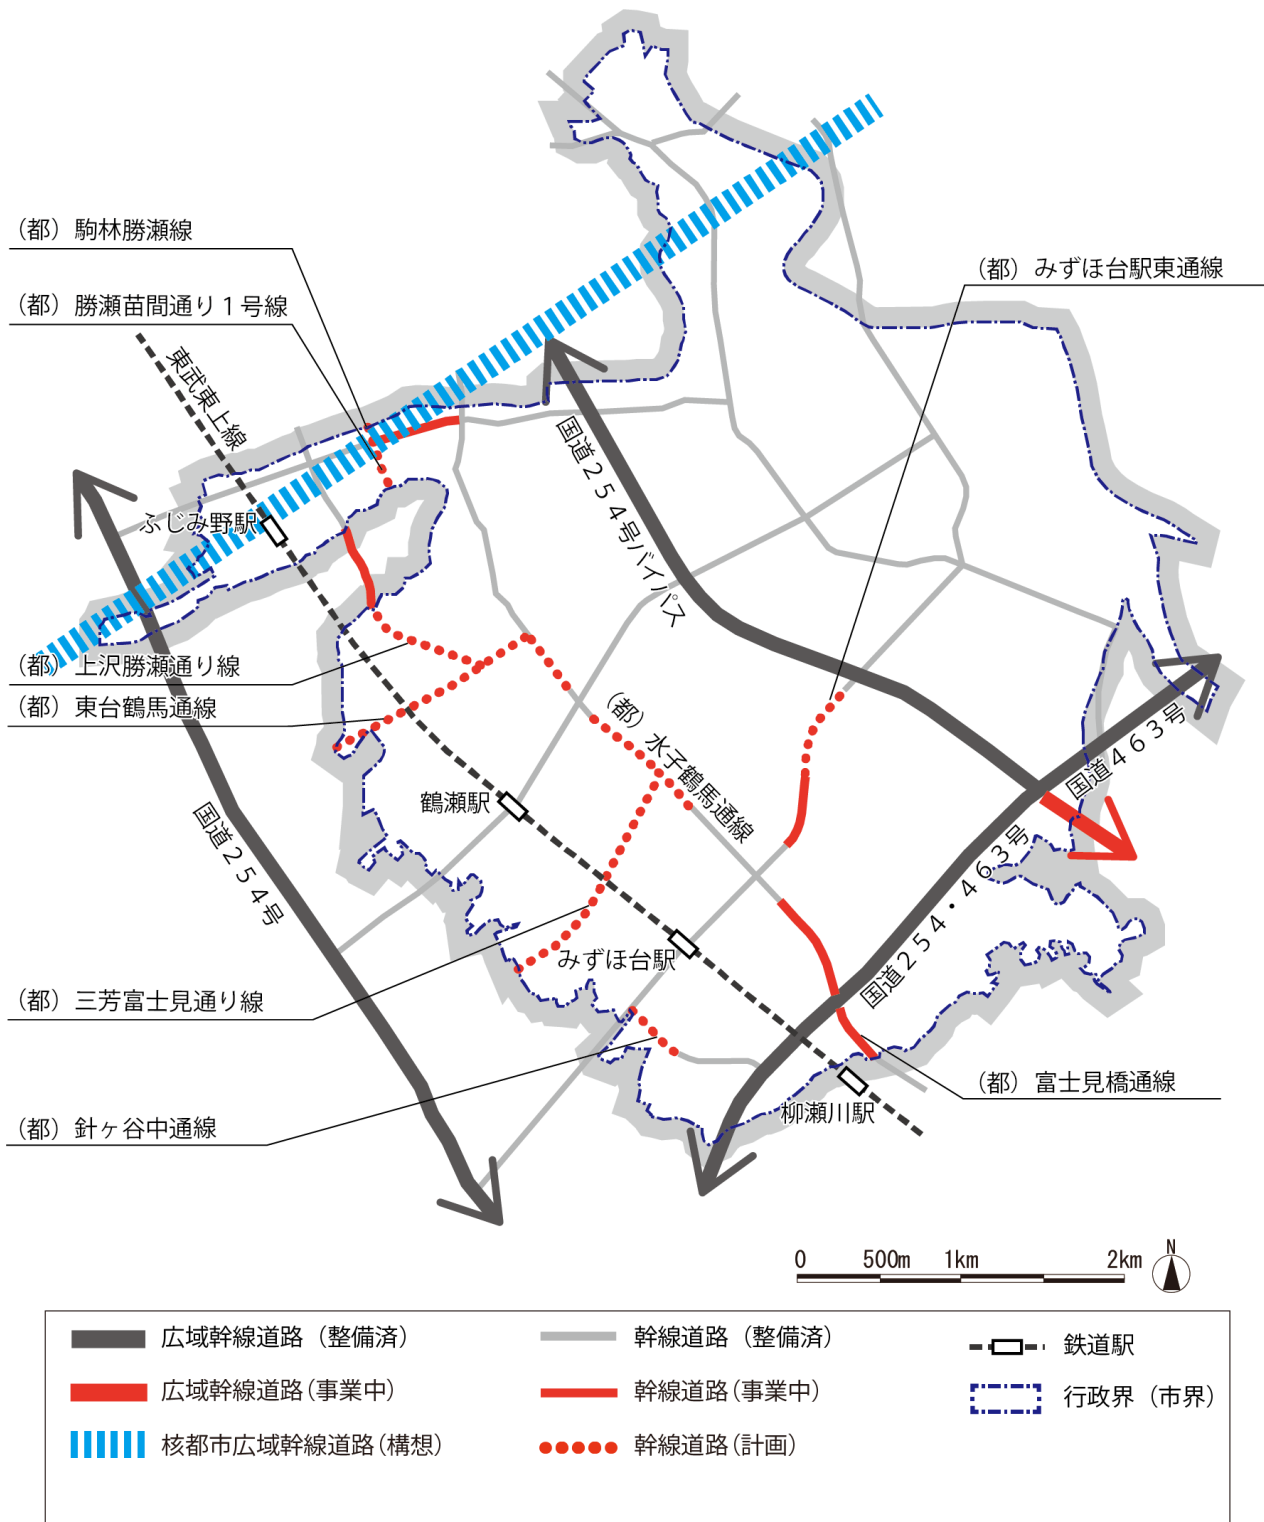 （都）駒林勝瀬線
（都）勝瀬苗間通り１号線
（都）みずほ台駅東通線
東武東上線
国道２５４号バイパス
ふじみ野駅
（都）上沢勝瀬通り線
（都）東台鶴馬通線
（都）水子鶴馬通線
国道４６３号
鶴瀬駅
国道２５４号
国道２５４・４６３号
みずほ台駅
（都）三芳富士見通り線
（都）富士見橋通線
柳瀬川駅
（都）針ヶ谷中通線
0 500m 1km 2km
N
広域幹線道路（整備済） 幹線道路（整備済） 鉄道駅
広域幹線道路(事業中) 幹線道路(事業中) 行政界（市界）
核都市広域幹線道路(構想) 幹線道路(計画)